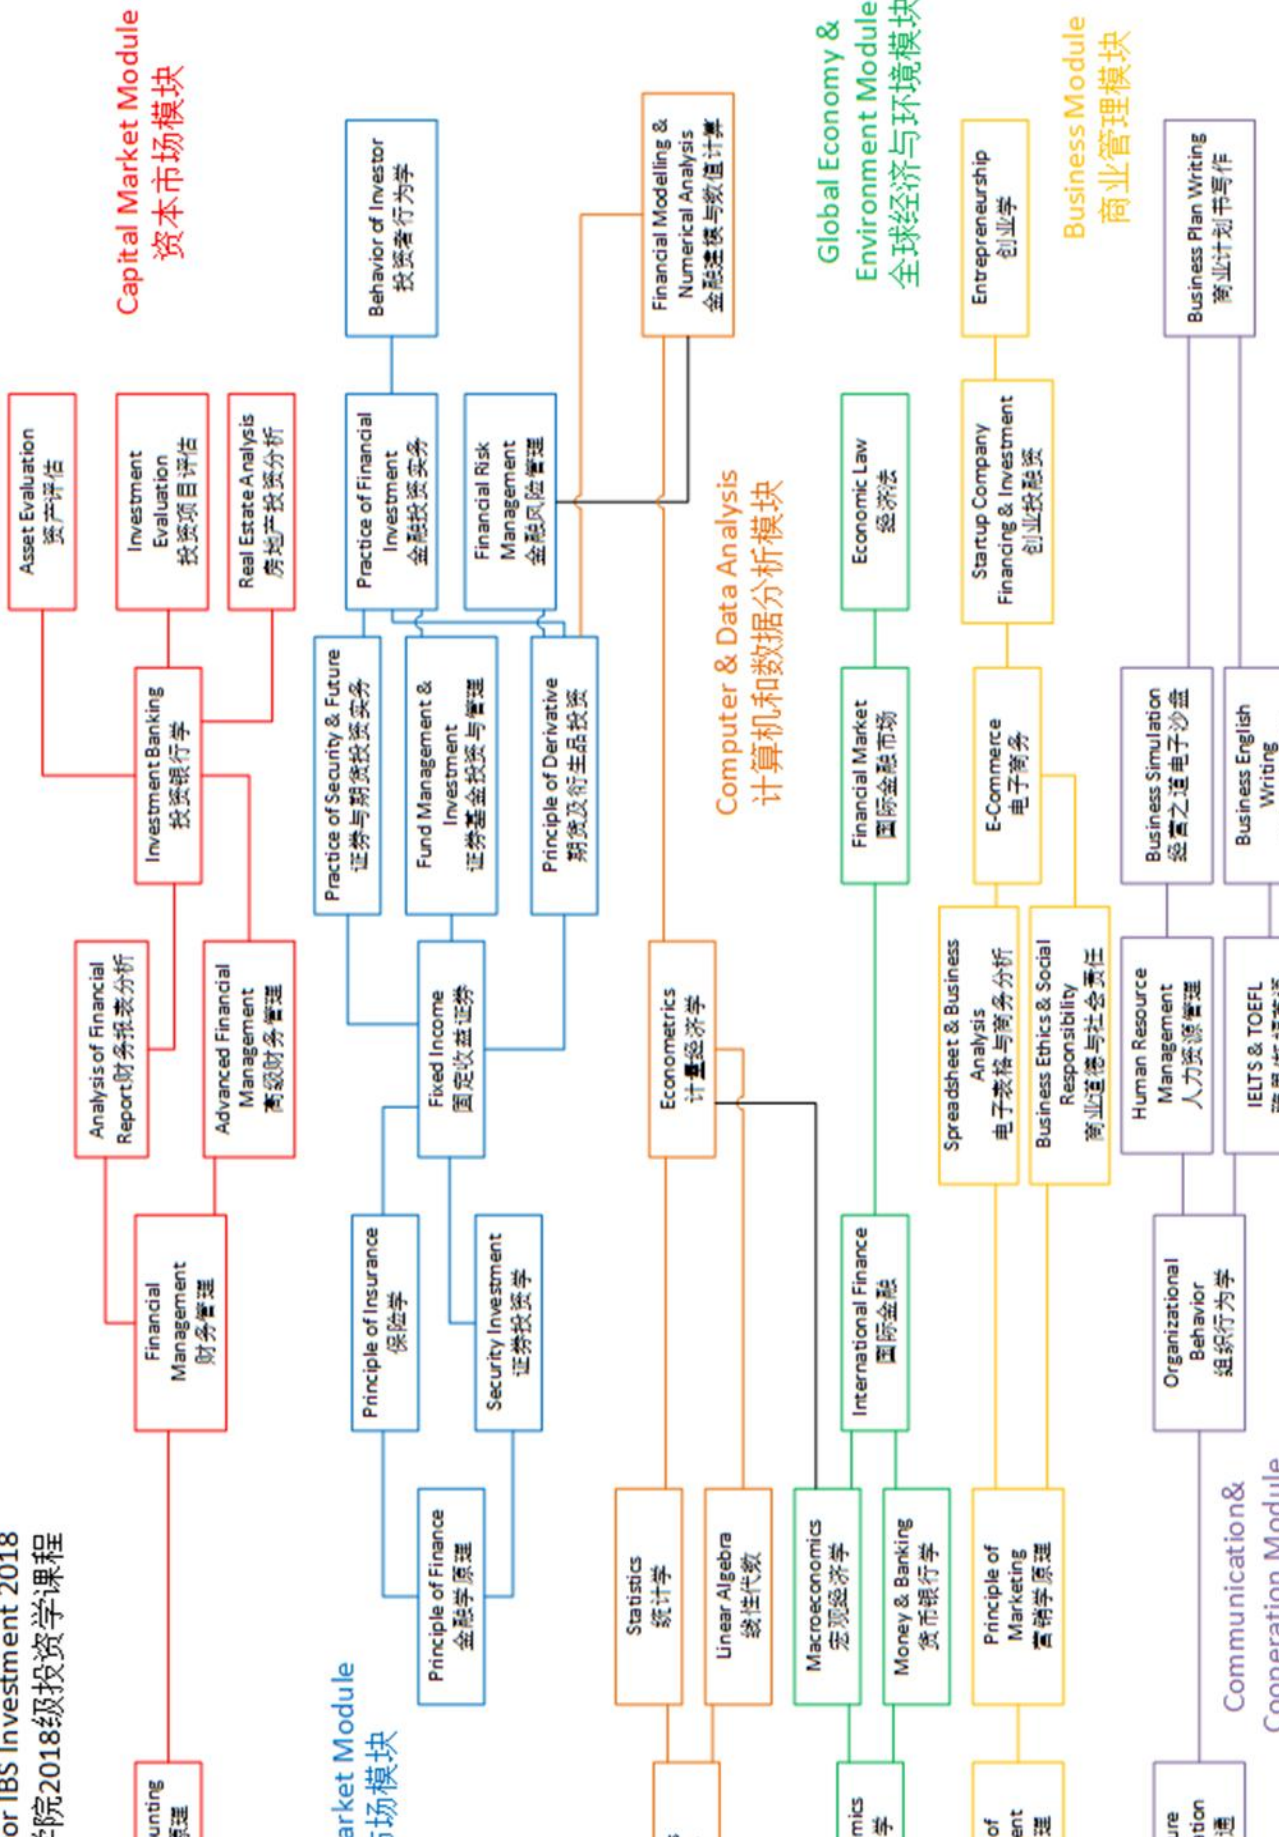 or IBS Investment 2018
学院2018级投资学课程
Capital Market Module
资本市场模块
unting
原理
Financial
Management
财务管理
Analysis of Financial
Report财务报表分析
Advanced Financial
Management
高级财务管理
Investment Banking
投资银行学
Asset Evaluation
资产评估
Investment
Evaluation
投资项目评估
Real Estate Analysis
房地产投资分析
arket Module
场模块
Principle of Finance
金融学原理
Principle of Insurance
保险学
Security Investment
证券投资学
Fixed Income
固定收益证券
Practice of Security & Future
证券与期货投资实务
Fund Management &
Investment
证券基金投资与管理
Principle of Derivative
期货及衍生品投资
Practice of Financial
Investment
金融投资实务
Financial Risk
Management
金融风险管理
Behavior of Investor
投资者行为学
Statistics
统计学
Linear Algebra
线性代数
Econometrics
计量经济学
Financial Modelling &
Numerical Analysis
金融建模与数值计算
Computer & Data Analysis
计算机和数据分析模块
mics
学
Macroeconomics
宏观经济学
Money & Banking
货币银行学
International Finance
国际金融
Financial Market
国际金融市场
Economic Law
经济法
Global Economy &
Environment Module
全球经济与环境模块
of
ent
理
Principle of
Marketing
营销学原理
Spreadsheet & Business
Analysis
电子表格与商务分析
Business Ethics & Social
Responsibility
商业道德与社会责任
E-Commerce
电子商务
Startup Company
Financing & Investment
创业投融资
Entrepreneurship
创业学
Business Module
商业管理模块
ure
tion
通
Organizational
Behavior
组织行为学
Human Resource
Management
人力资源管理
IELTS & TOEFL
Business Simulation
经营之道电子沙盘
Business English
Writing
Business Plan Writing
商业计划书写作
Communication&
Cooperation Module